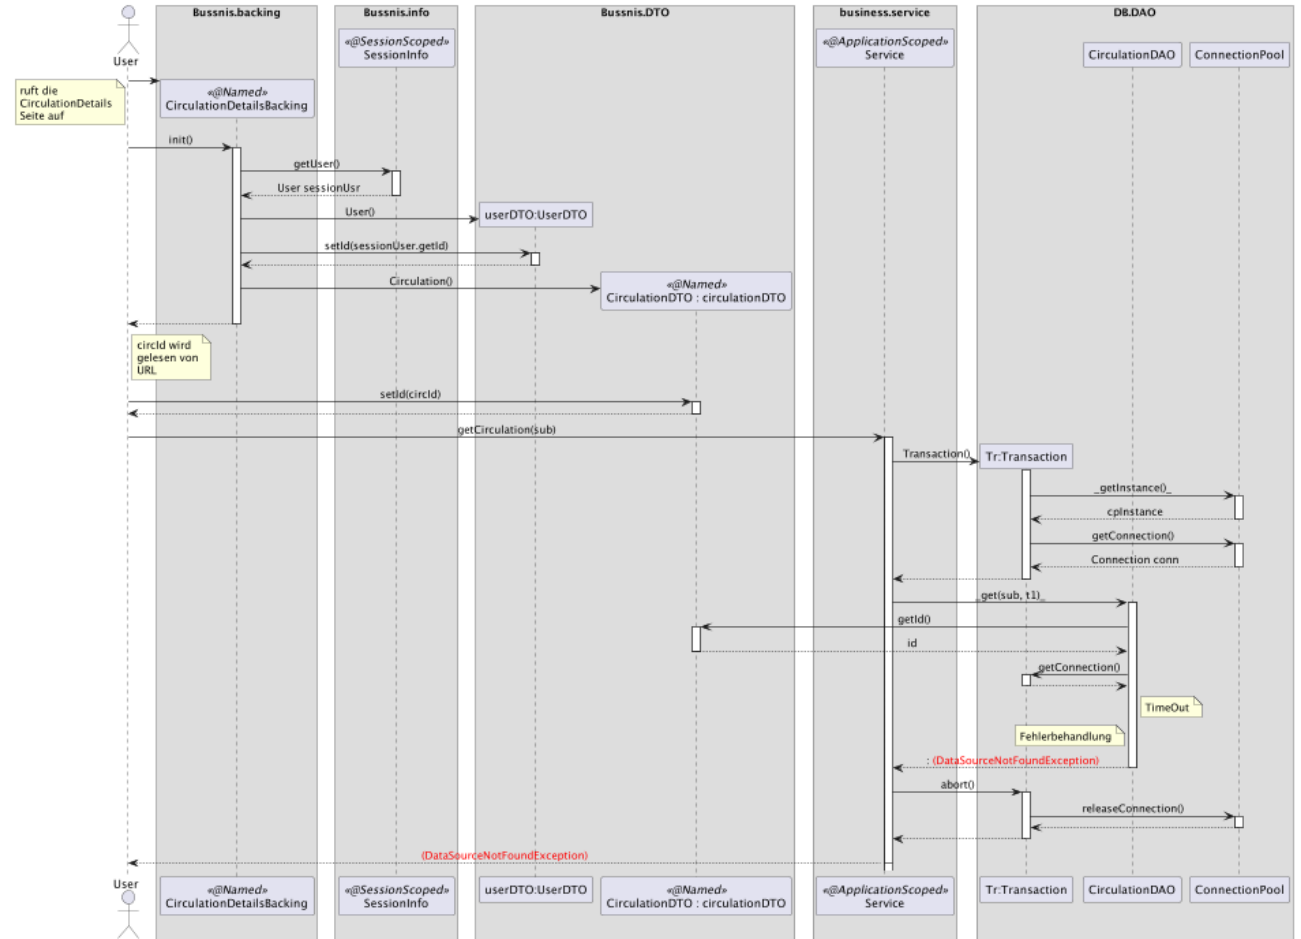 Bussnis.backing
Bussnis.info
Bussnis.DTO
business.service
DB.DAO
User
«@SessionScoped»
SessionInfo
«@ApplicationScoped»
Service
CirculationDAO
ConnectionPool
ruft die
CirculationDetails
Seite auf
«@Named»
CirculationDetailsBacking
init()
getUser()
User sessionUsr
User()
userDTO:UserDTO
setId(sessionUser.getId)
Circulation()
«@Named»
CirculationDTO : circulationDTO
circId wird
gelesen von
URL
setId(circId)
getCirculation(sub)
Transaction()
Tr:Transaction
_getInstance()_
cpInstance
getConnection()
Connection conn
_get(sub, t1)_
getId()
id
getConnection()
TimeOut
Fehlerbehandlung
: (DataSourceNotFoundException)
abort()
releaseConnection()
(DataSourceNotFoundException)
User
«@Named»
CirculationDetailsBacking
«@SessionScoped»
SessionInfo
userDTO:UserDTO
«@Named»
CirculationDTO : circulationDTO
«@ApplicationScoped»
Service
Tr:Transaction
CirculationDAO
ConnectionPool